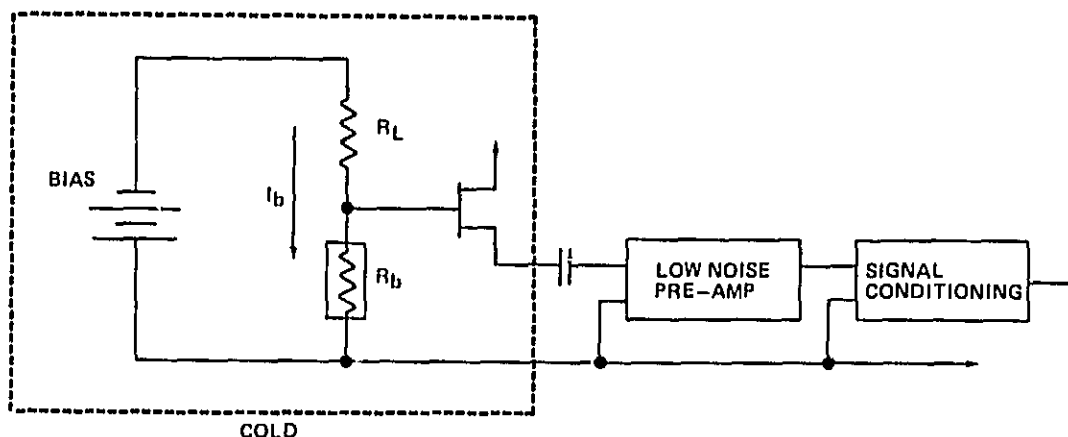 R_L
BIAS
I_b
R_b
LOW NOISE
PRE-AMP
SIGNAL
CONDITIONING
COLD